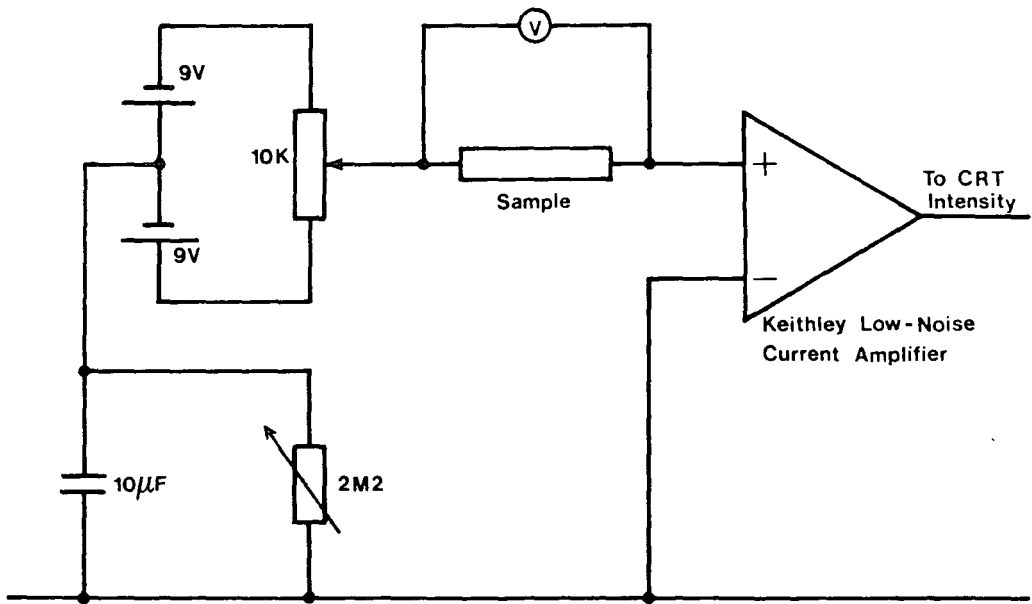 V
9V
10K
Sample
9V
+
−
To CRT
Intensity
Keithley Low-Noise
Current Amplifier
10μF
2M2